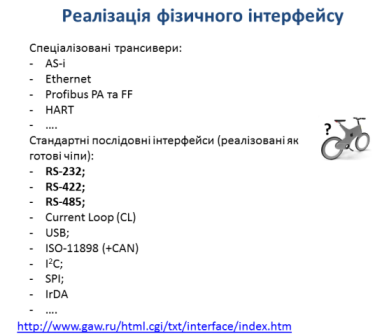 Реалізація фізичного інтерфейсу
Спеціалізовані трансивери:
- AS-i
- Ethernet
- Profibus PA та FF
- HART
- ....
Стандартні послідовні інтерфейси (реалізовані як
готові чіпи):
- RS-232;
- RS-422;
- RS-485;
- Current Loop (CL)
- USB;
- ISO-11898 (+CAN)
- I²C;
- SPI;
- IrDA
- ....
http://www.gaw.ru/html.cgi/txt/interface/index.htm
?